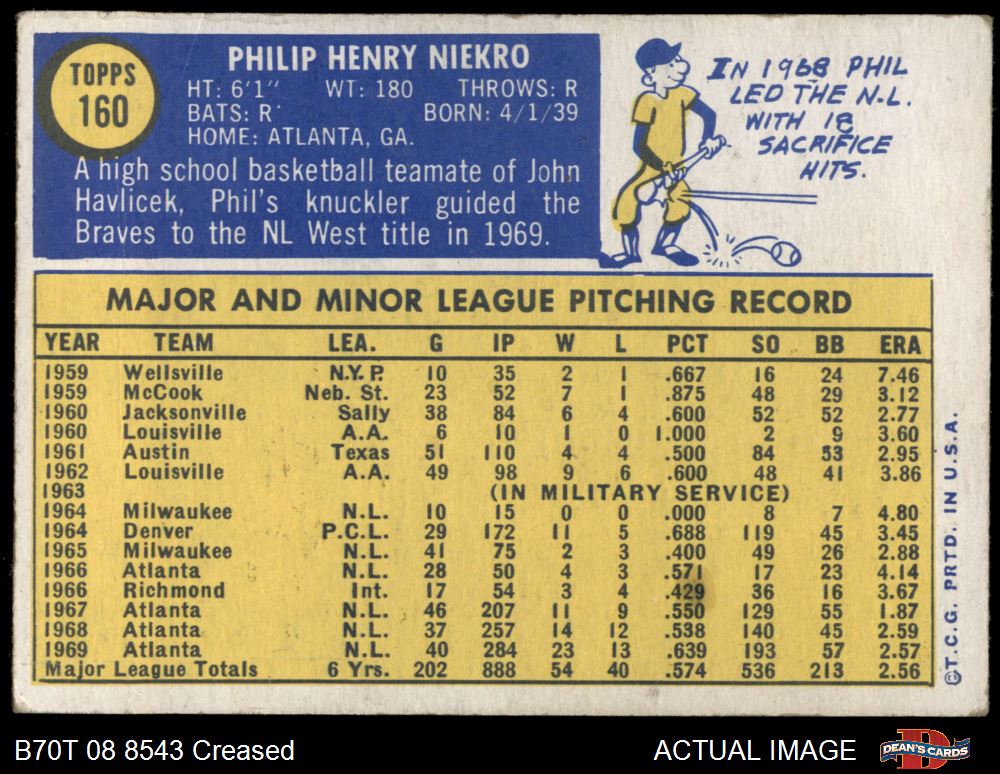 TOPPS
160
PHILIP HENRY NIEKRO
HT: 6'1" WT: 180 THROWS: R
BATS: R BORN: 4/1/39
HOME: ATLANTA, GA.
A high school basketball teamate of John
Havlicek, Phil's knuckler guided the
Braves to the NL West title in 1969.
IN 1968 PHIL
LED THE N.L.
WITH 18
SACRIFICE
HITS.
MAJOR AND MINOR LEAGUE PITCHING RECORD
YEAR TEAM LEA. G IP W L PCT SO BB ERA
1959 Wellsville N.Y.P. 10 35 2 1 .667 16 24 7.46
1959 McCook Neb. St. 23 52 7 1 .875 48 29 3.12
1960 Jacksonville Sally 38 84 6 4 .600 52 52 2.77
1960 Louisville A.A. 6 10 1 0 1.000 2 9 3.60
1961 Austin Texas 51 110 4 4 .500 84 53 2.95
1962 Louisville A.A. 49 98 9 6 .600 48 41 3.86
1963 (IN MILITARY SERVICE)
1964 Milwaukee N.L. 10 15 0 0 .000 8 7 4.80
1964 Denver P.C.L. 29 172 11 5 .688 119 45 3.45
1965 Milwaukee N.L. 41 75 2 3 .400 49 26 2.88
1966 Atlanta N.L. 28 50 4 3 .571 17 23 4.14
1966 Richmond Int. 17 54 3 4 .429 36 16 3.67
1967 Atlanta N.L. 46 207 11 9 .550 129 55 1.87
1968 Atlanta N.L. 37 257 14 12 .538 140 45 2.59
1969 Atlanta N.L. 40 284 23 13 .639 193 57 2.57
Major League Totals 6 Yrs. 202 888 54 40 .574 536 213 2.56
©T.C.G. PRTD. IN U.S.A.
B70T 08 8543 Creased
ACTUAL IMAGE
DEAN'S CARDS